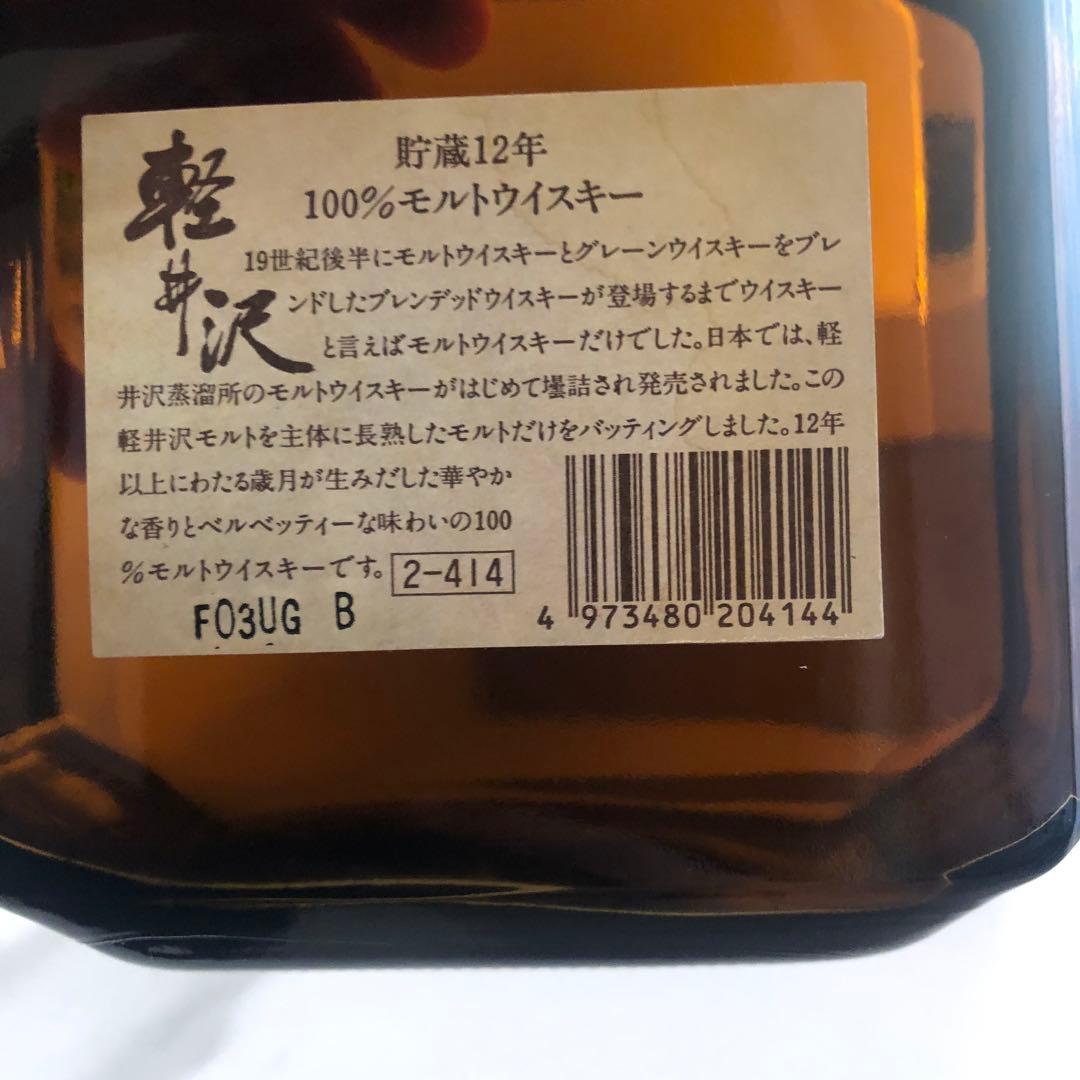 軽井沢
貯蔵12年
100%モルトウイスキー
19世紀後半にモルトウイスキーとグレーンウイスキーをブレ
ンドしたブレンデッドウイスキーが登場するまでウイスキー
と言えばモルトウイスキーだけでした。日本では、軽
井沢蒸溜所のモルトウイスキーがはじめて壜詰され発売されました。この
軽井沢モルトを主体に長熟したモルトだけをバッティングしました。12年
以上にわたる歳月が生みだした華やか
な香りとベルベッティーな味わいの100
%モルトウイスキーです。 2-414
F03UG B
4 973480 204144